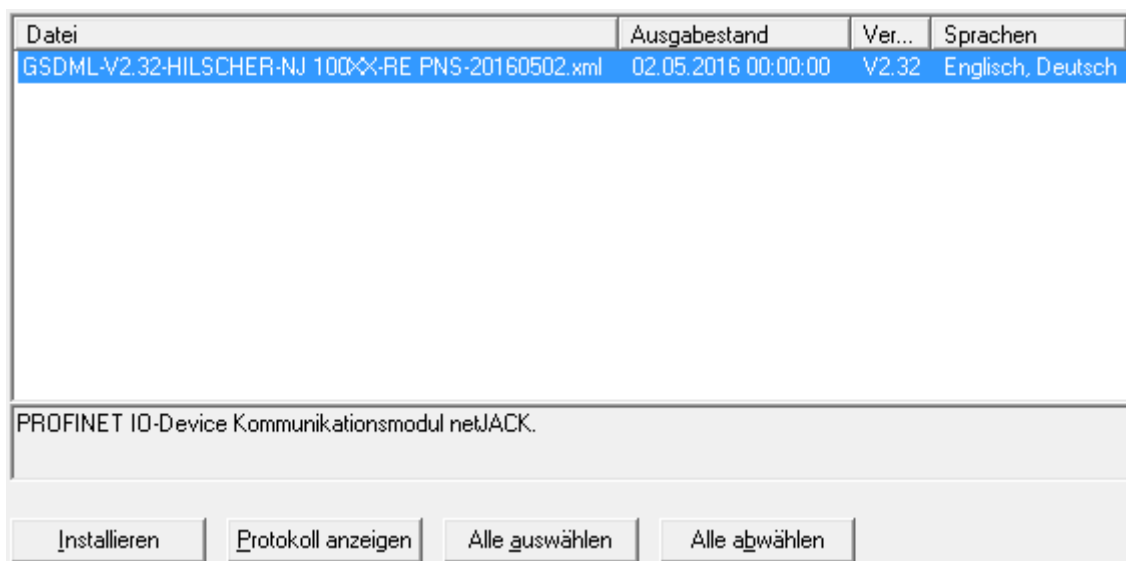 Datei Ausgabestand Ver... Sprachen
GSDML-V2.32-HILSCHER-NJ 100XX-RE PNS-20160502.xml 02.05.2016 00:00:00 V2.32 Englisch, Deutsch
PROFINET IO-Device Kommunikationsmodul netJACK.
Installieren Protokoll anzeigen Alle auswählen Alle abwählen